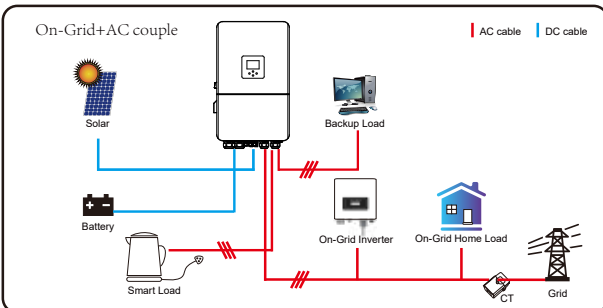 On-Grid+AC couple
AC cable
DC cable
Solar
Backup Load
Battery
On-Grid Inverter
On-Grid Home Load
Smart Load
CT
Grid